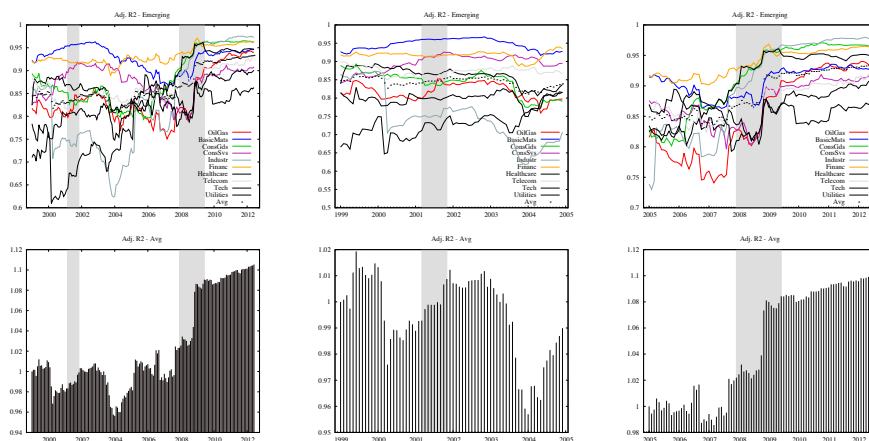 Adj. R2 - Emerging
1
0.95
0.9
0.85
0.8
0.75
0.7
0.65
0.6
OilGas
BasicMats
ConsGds
ConsSvs
Industr
Financ
Healthcare
Telecom
Tech
Utilities
Avg
2000 2002 2004 2006 2008 2010 2012
Adj. R2 - Emerging
1
0.95
0.9
0.85
0.8
0.75
0.7
0.65
0.6
0.55
0.5
OilGas
BasicMats
ConsGds
ConsSvs
Industr
Financ
Healthcare
Telecom
Tech
Utilities
Avg
1999 2000 2001 2002 2003 2004 2005
Adj. R2 - Emerging
1
0.95
0.9
0.85
0.8
0.75
0.7
OilGas
BasicMats
ConsGds
ConsSvs
Industr
Financ
Healthcare
Telecom
Tech
Utilities
Avg
2005 2006 2007 2008 2009 2010 2011 2012
Adj. R2 - Avg
1.12
1.1
1.08
1.06
1.04
1.02
1
0.98
0.96
0.94
2000 2002 2004 2006 2008 2010 2012
Adj. R2 - Avg
1.02
1.01
1
0.99
0.98
0.97
0.96
0.95
1999 2000 2001 2002 2003 2004 2005
Adj. R2 - Avg
1.12
1.1
1.08
1.06
1.04
1.02
1
0.98
2005 2006 2007 2008 2009 2010 2011 2012